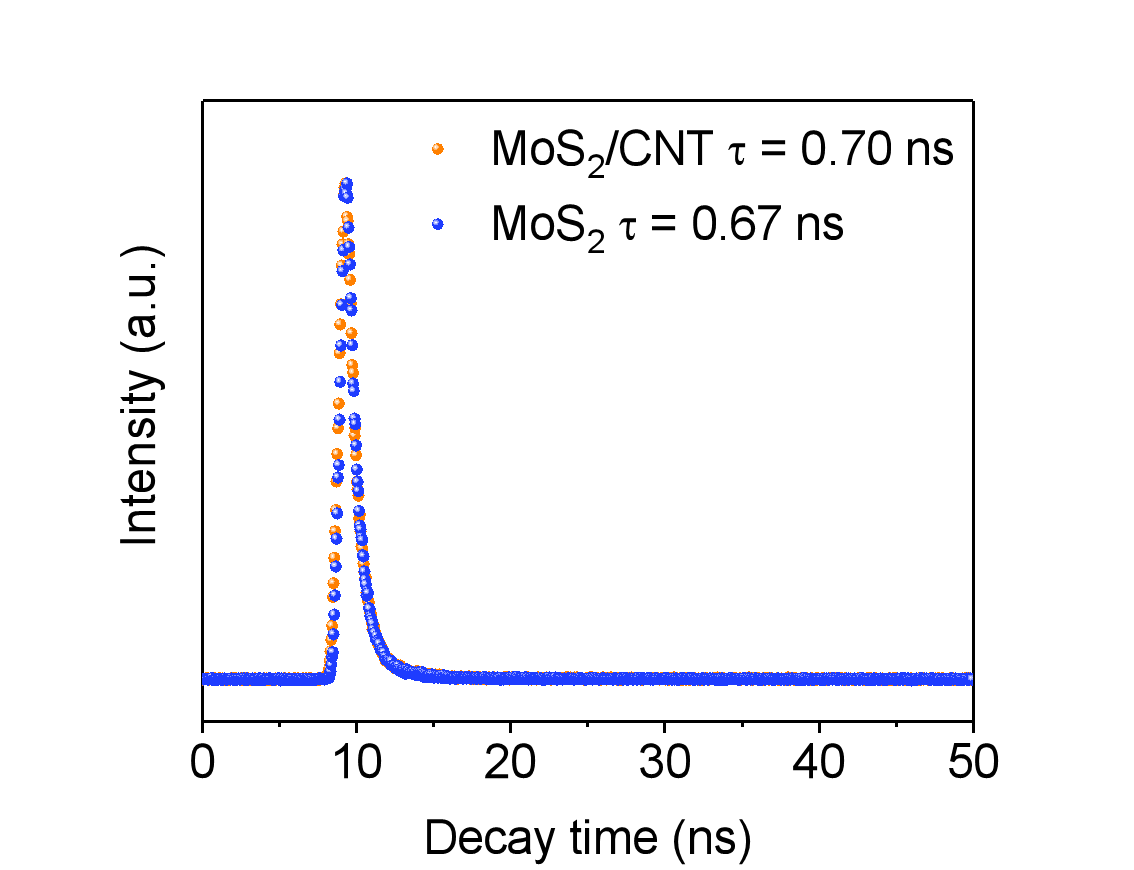 MoS₂/CNT τ = 0.70 ns
MoS₂ τ = 0.67 ns
Intensity (a.u.)
0 10 20 30 40 50
Decay time (ns)